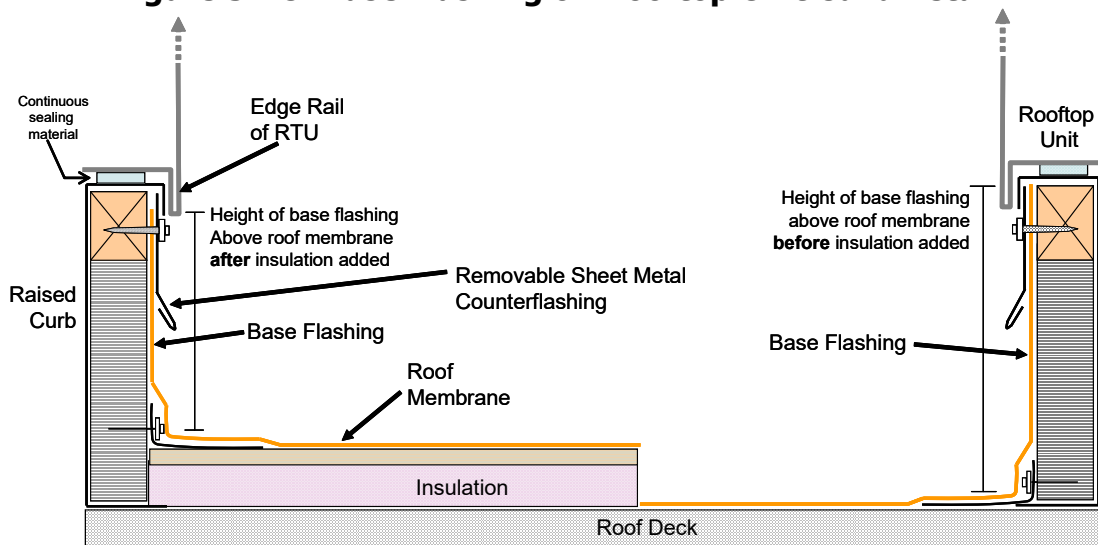 Continuous
sealing
material
Edge Rail
of RTU
Rooftop
Unit
Height of base flashing
Above roof membrane
after insulation added
Height of base flashing
above roof membrane
before insulation added
Removable Sheet Metal
Counterflashing
Raised
Curb
Base Flashing
Base Flashing
Roof
Membrane
Insulation
Roof Deck